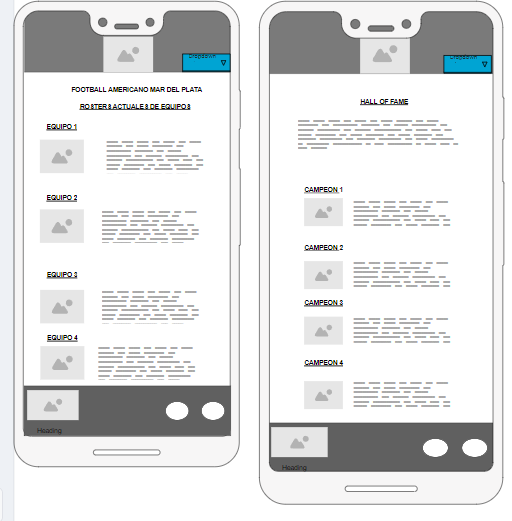 Dropdown
FOOTBALL AMERICANO MAR DEL PLATA
ROSTERS ACTUALES DE EQUIPOS
EQUIPO 1
EQUIPO 2
EQUIPO 3
EQUIPO 4
Heading
Dropdown
HALL OF FAME
CAMPEON 1
CAMPEON 2
CAMPEON 3
CAMPEON 4
Heading